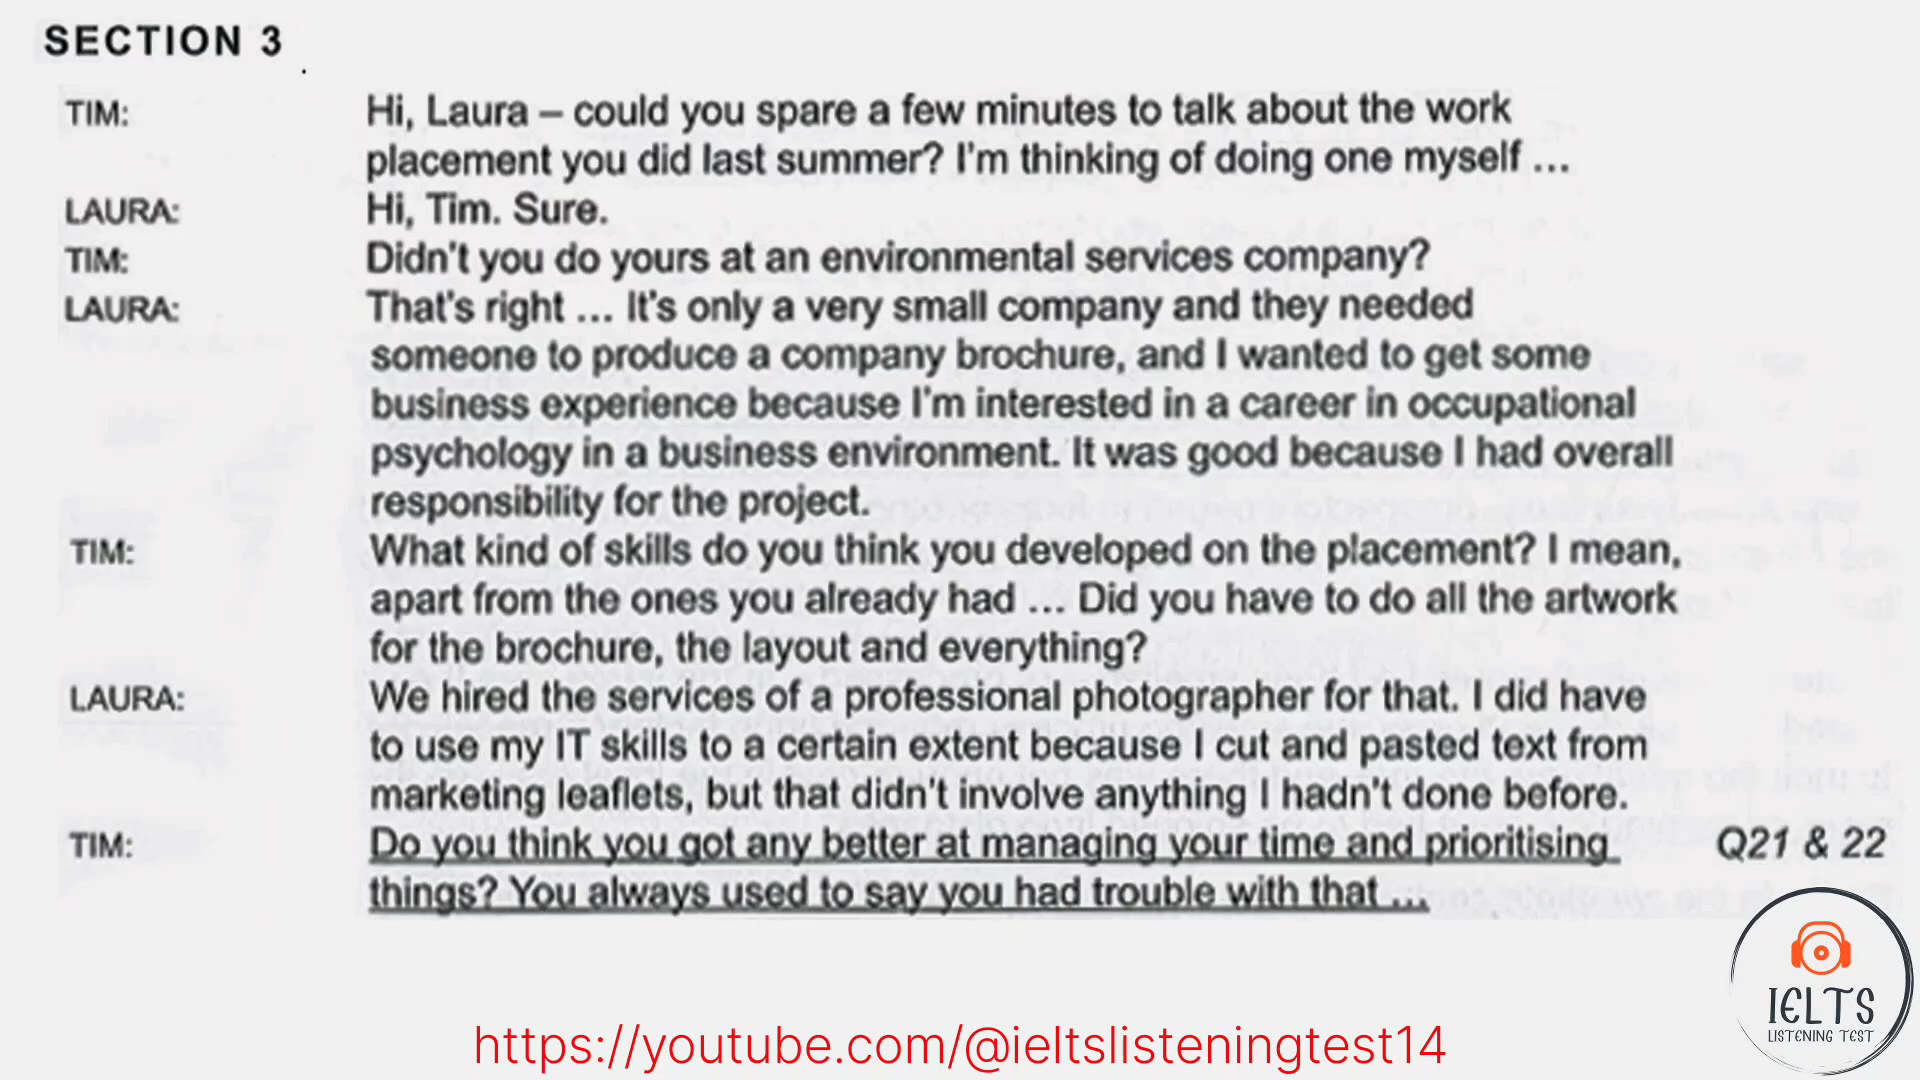 SECTION 3
TIM: Hi, Laura – could you spare a few minutes to talk about the work
placement you did last summer? I'm thinking of doing one myself ...
LAURA: Hi, Tim. Sure.
TIM: Didn't you do yours at an environmental services company?
LAURA: That's right ... It's only a very small company and they needed
someone to produce a company brochure, and I wanted to get some
business experience because I'm interested in a career in occupational
psychology in a business environment. It was good because I had overall
responsibility for the project.
TIM: What kind of skills do you think you developed on the placement? I mean,
apart from the ones you already had ... Did you have to do all the artwork
for the brochure, the layout and everything?
LAURA: We hired the services of a professional photographer for that. I did have
to use my IT skills to a certain extent because I cut and pasted text from
marketing leaflets, but that didn't involve anything I hadn't done before.
TIM: Do you think you got any better at managing your time and prioritising Q21 & 22
things? You always used to say you had trouble with that ...
IELTS
LISTENING TEST
https://youtube.com/@ieltslisteningtest14